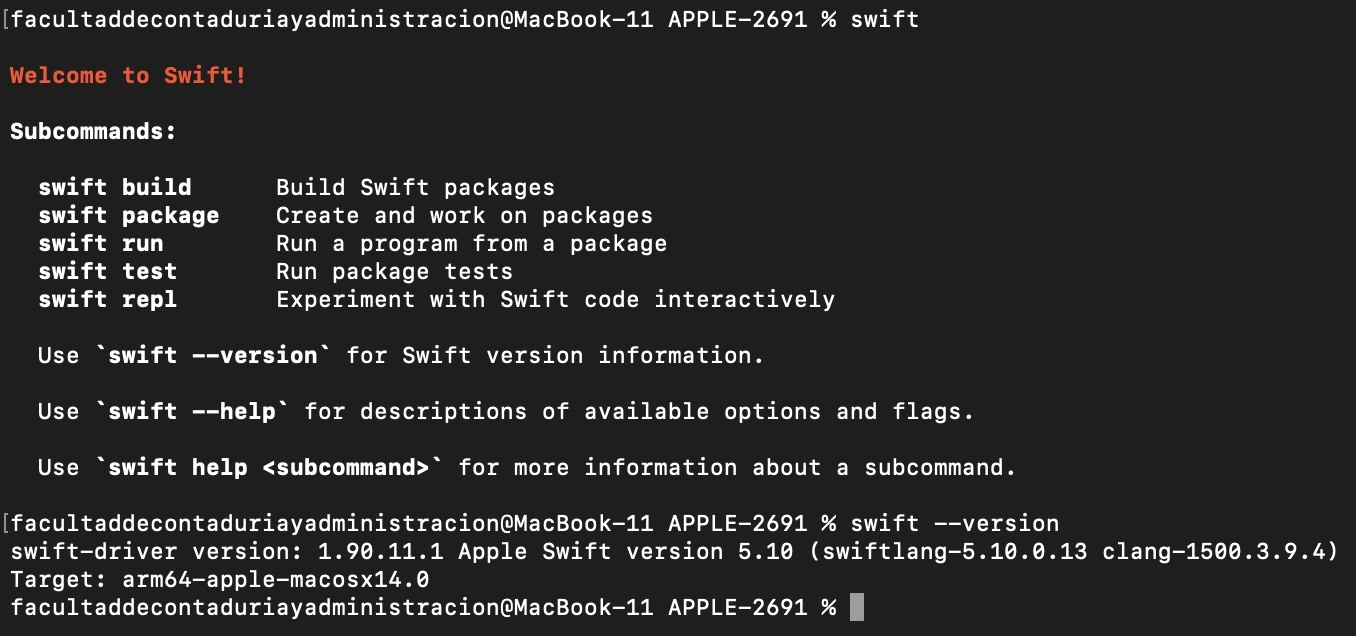 [facultaddecontaduriayadministracion@MacBook-11 APPLE-2691 % swift
Welcome to Swift!
Subcommands:
swift build      Build Swift packages
swift package    Create and work on packages
swift run        Run a program from a package
swift test       Run package tests
swift repl       Experiment with Swift code interactively
Use `swift --version` for Swift version information.
Use `swift --help` for descriptions of available options and flags.
Use `swift help <subcommand>` for more information about a subcommand.
[facultaddecontaduriayadministracion@MacBook-11 APPLE-2691 % swift --version
swift-driver version: 1.90.11.1 Apple Swift version 5.10 (swiftlang-5.10.0.13 clang-1500.3.9.4)
Target: arm64-apple-macosx14.0
facultaddecontaduriayadministracion@MacBook-11 APPLE-2691 %